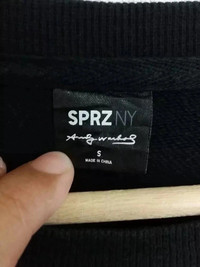 SPRZ NY
Andy Warhol
S
MADE IN CHINA